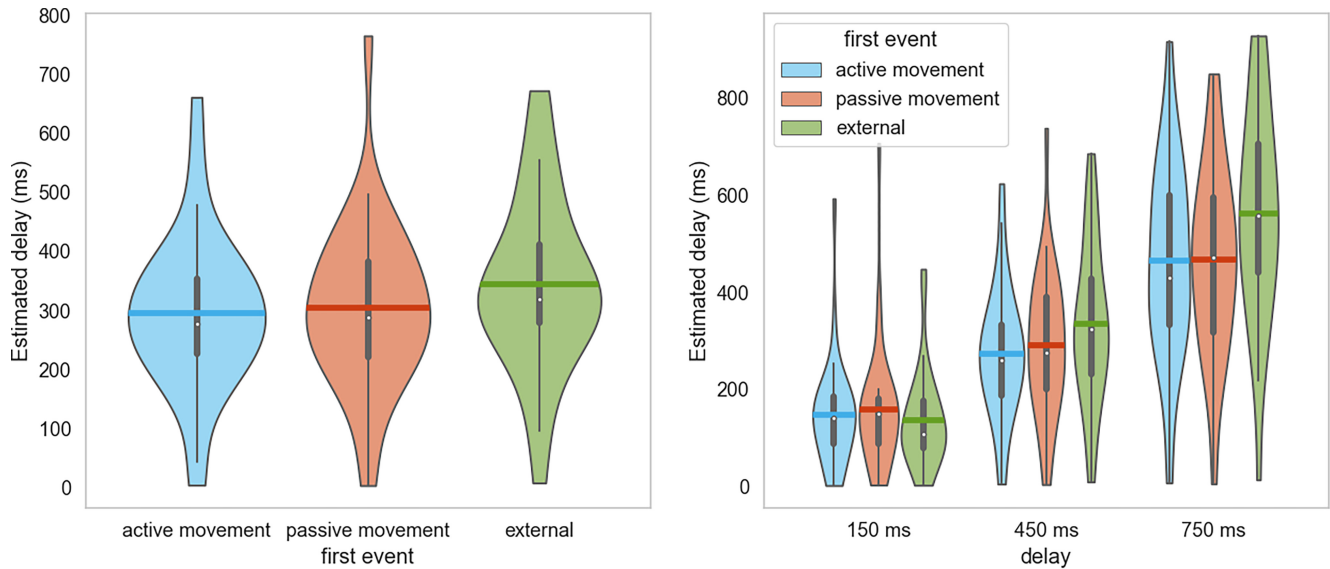 800
700
600
500
400
300
200
100
0
Estimated delay (ms)
active movement
passive movement
external
first event
first event
active movement
passive movement
external
800
600
400
200
0
Estimated delay (ms)
150 ms
450 ms
750 ms
delay